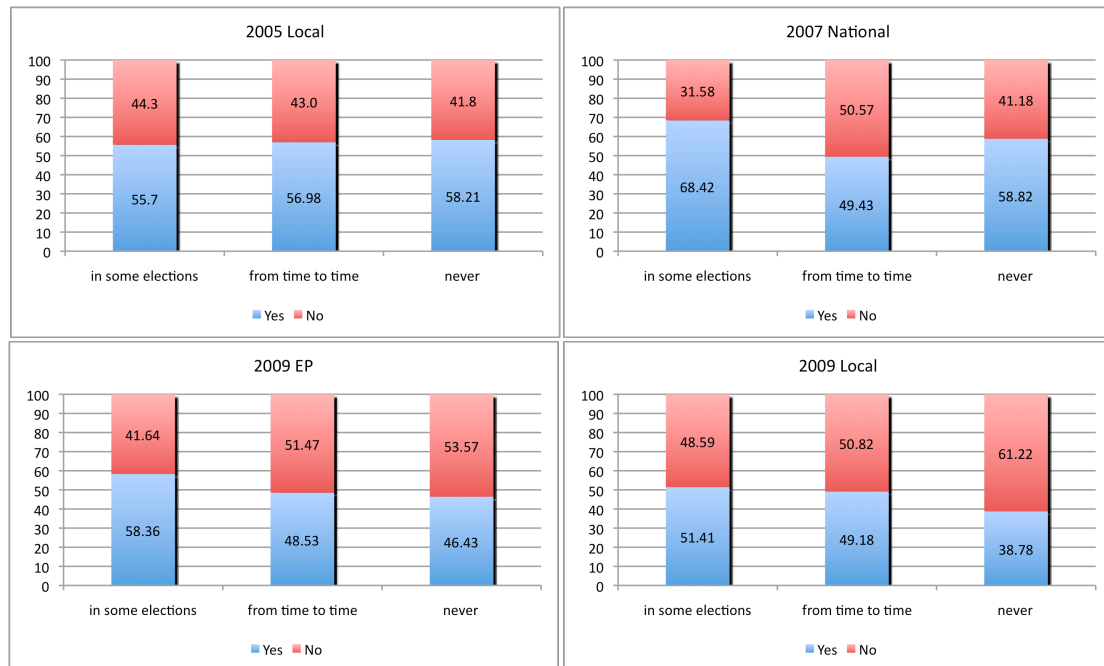 2005 Local
100
90
80
70
60
50
40
30
20
10
0
44.3 43.0 41.8
55.7 56.98 58.21
in some elections from time to time never
Yes No
2007 National
100
90
80
70
60
50
40
30
20
10
0
31.58 50.57 41.18
68.42 49.43 58.82
in some elections from time to time never
Yes No
2009 EP
100
90
80
70
60
50
40
30
20
10
0
41.64 51.47 53.57
58.36 48.53 46.43
in some elections from time to time never
Yes No
2009 Local
100
90
80
70
60
50
40
30
20
10
0
48.59 50.82 61.22
51.41 49.18 38.78
in some elections from time to time never
Yes No